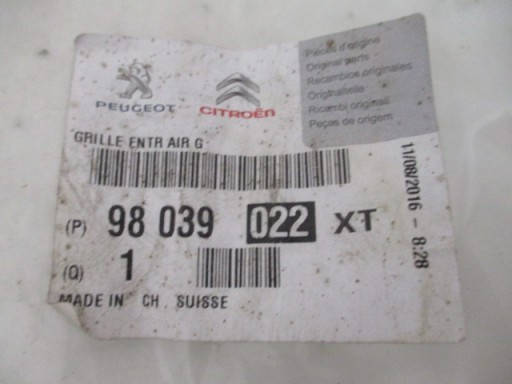 PEUGEOT CITROËN
Pièces d'origine
Original parts
Recambios originales
Originalteile
Ricambi originali
Peças de origem
GRILLE ENTR AIR G
11/08/2016 - 8:28
(P) 98 039 022 XT
(Q) 1
MADE IN CH. SUISSE